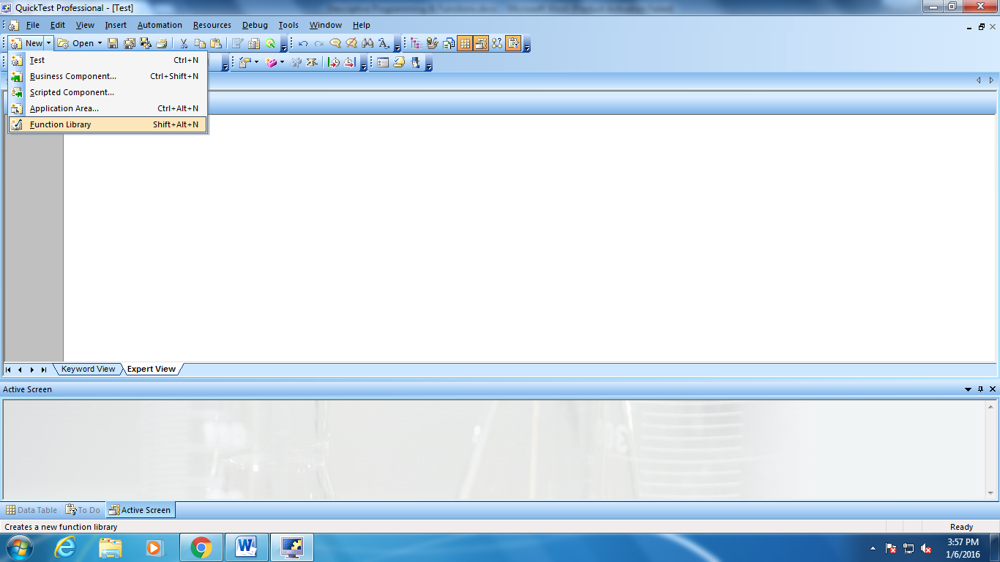 QuickTest Professional - [Test]
File Edit View Insert Automation Resources Debug Tools Window Help
New Open
Test Ctrl+N
Business Component... Ctrl+Shift+N
Scripted Component...
Application Area... Ctrl+Alt+N
Function Library Shift+Alt+N
Keyword View Expert View
Active Screen
Data Table To Do Active Screen
Creates a new function library Ready
3:57 PM
1/6/2016